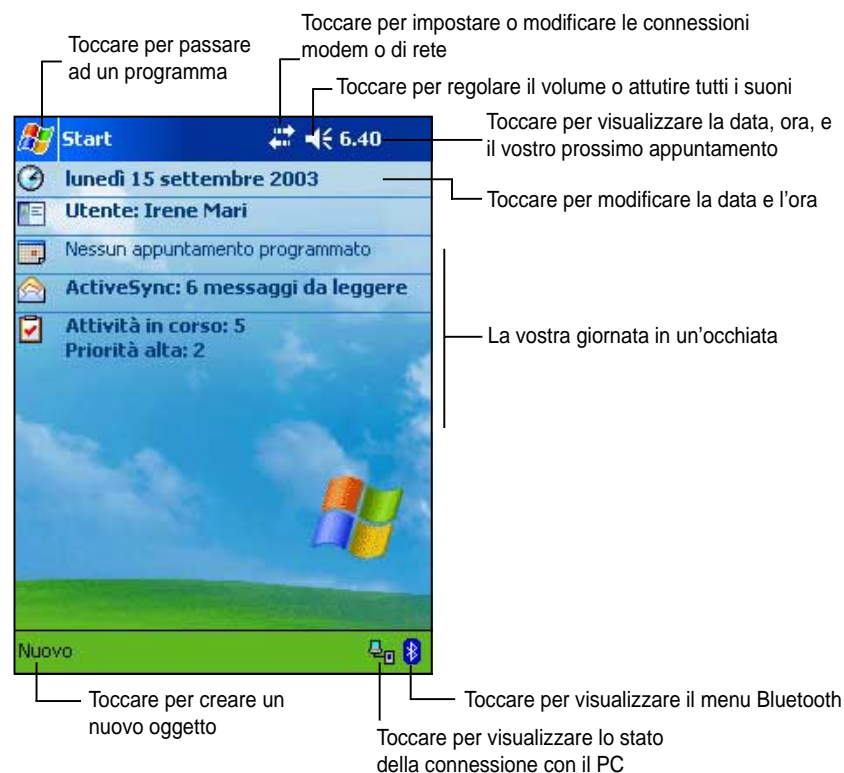 Toccare per impostare o modificare le connessioni
modem o di rete
Toccare per passare
ad un programma
Toccare per regolare il volume o attutire tutti i suoni
Toccare per visualizzare la data, ora, e
il vostro prossimo appuntamento
Start
6.40
lunedì 15 settembre 2003
Toccare per modificare la data e l'ora
Utente: Irene Mari
Nessun appuntamento programmato
ActiveSync: 6 messaggi da leggere
Attività in corso: 5
Priorità alta: 2
La vostra giornata in un'occhiata
Nuovo
Toccare per creare un
nuovo oggetto
Toccare per visualizzare il menu Bluetooth
Toccare per visualizzare lo stato
della connessione con il PC